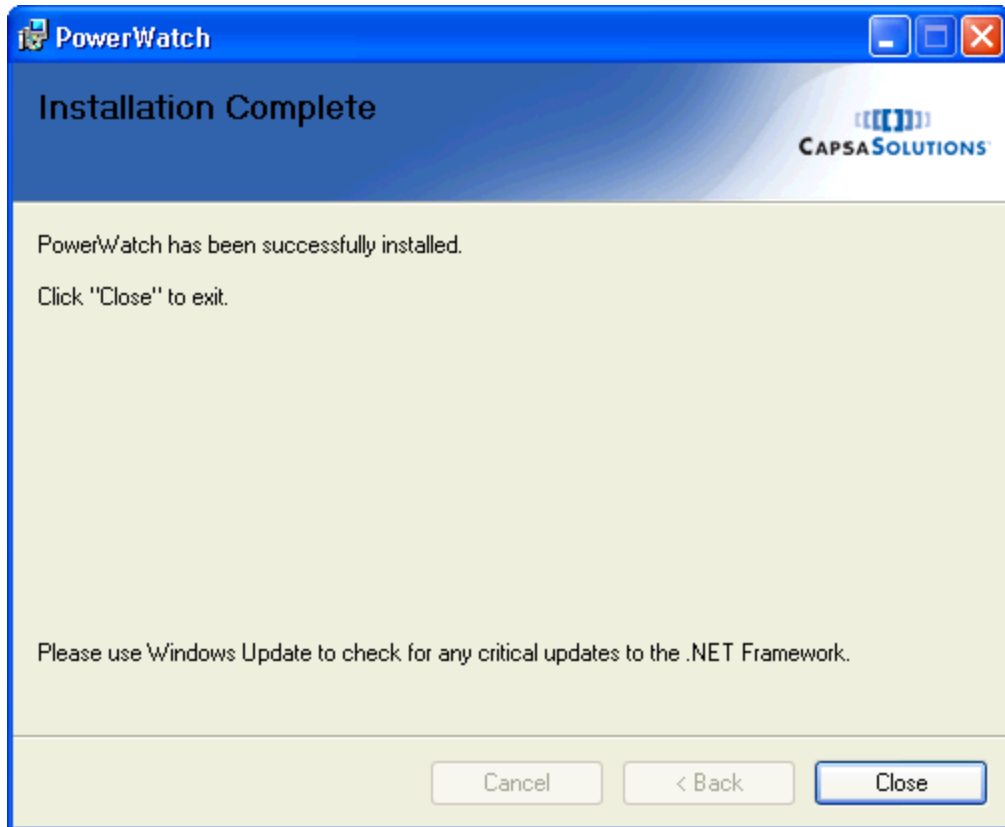 PowerWatch
Installation Complete
CAPSASOLUTIONS
PowerWatch has been successfully installed.
Click "Close" to exit.
Please use Windows Update to check for any critical updates to the .NET Framework.
Cancel
< Back
Close